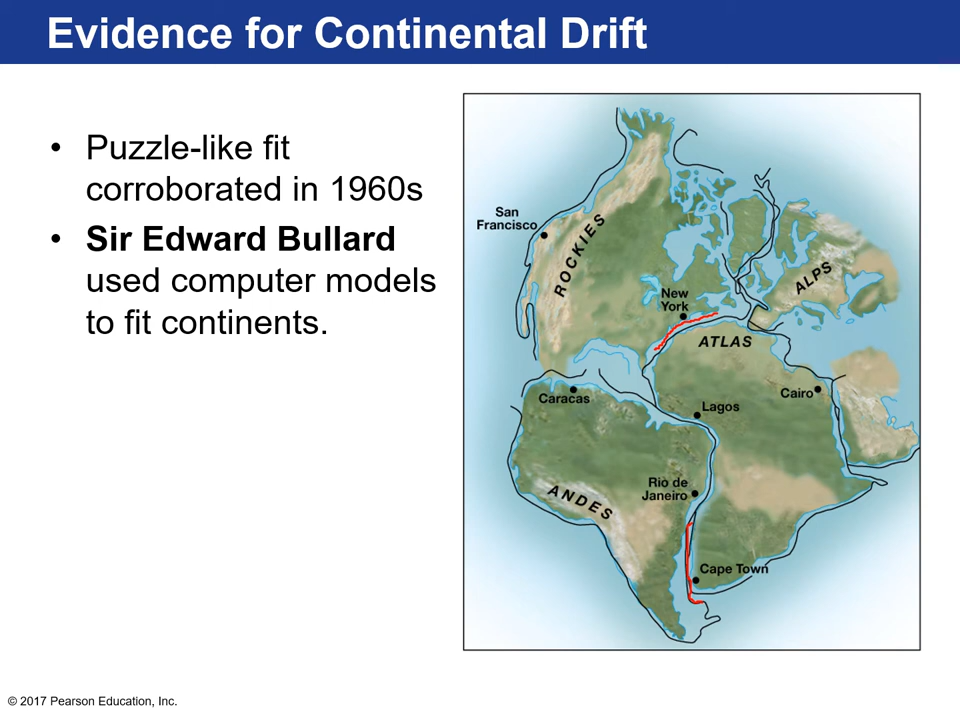 Evidence for Continental Drift
• Puzzle-like fit
corroborated in 1960s
• Sir Edward Bullard
used computer models
to fit continents.
San
Francisco
ROCKIES
ALPS
New
York
ATLAS
Caracas
Cairo
Lagos
Rio de
Janeiro
ANDES
Cape Town
© 2017 Pearson Education, Inc.